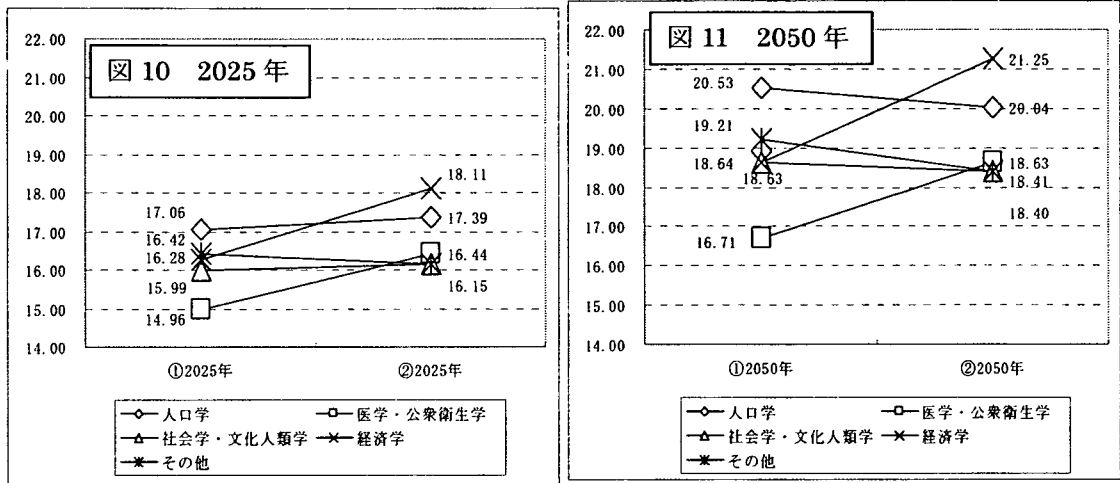 図 10 2025 年
22.00
21.00
20.00
19.00
18.00
17.00
16.00
15.00
14.00
17.06
16.42
16.28
15.99
14.96
18.11
17.39
16.44
16.15
①2025年
②2025年
人口学
医学・公衆衛生学
社会学・文化人類学
経済学
その他
図 11 2050 年
22.00
21.00
20.00
19.00
18.00
17.00
16.00
15.00
14.00
20.53
19.21
18.64
18.63
16.71
21.25
20.04
18.63
18.41
18.40
①2050年
②2050年
人口学
医学・公衆衛生学
社会学・文化人類学
経済学
その他